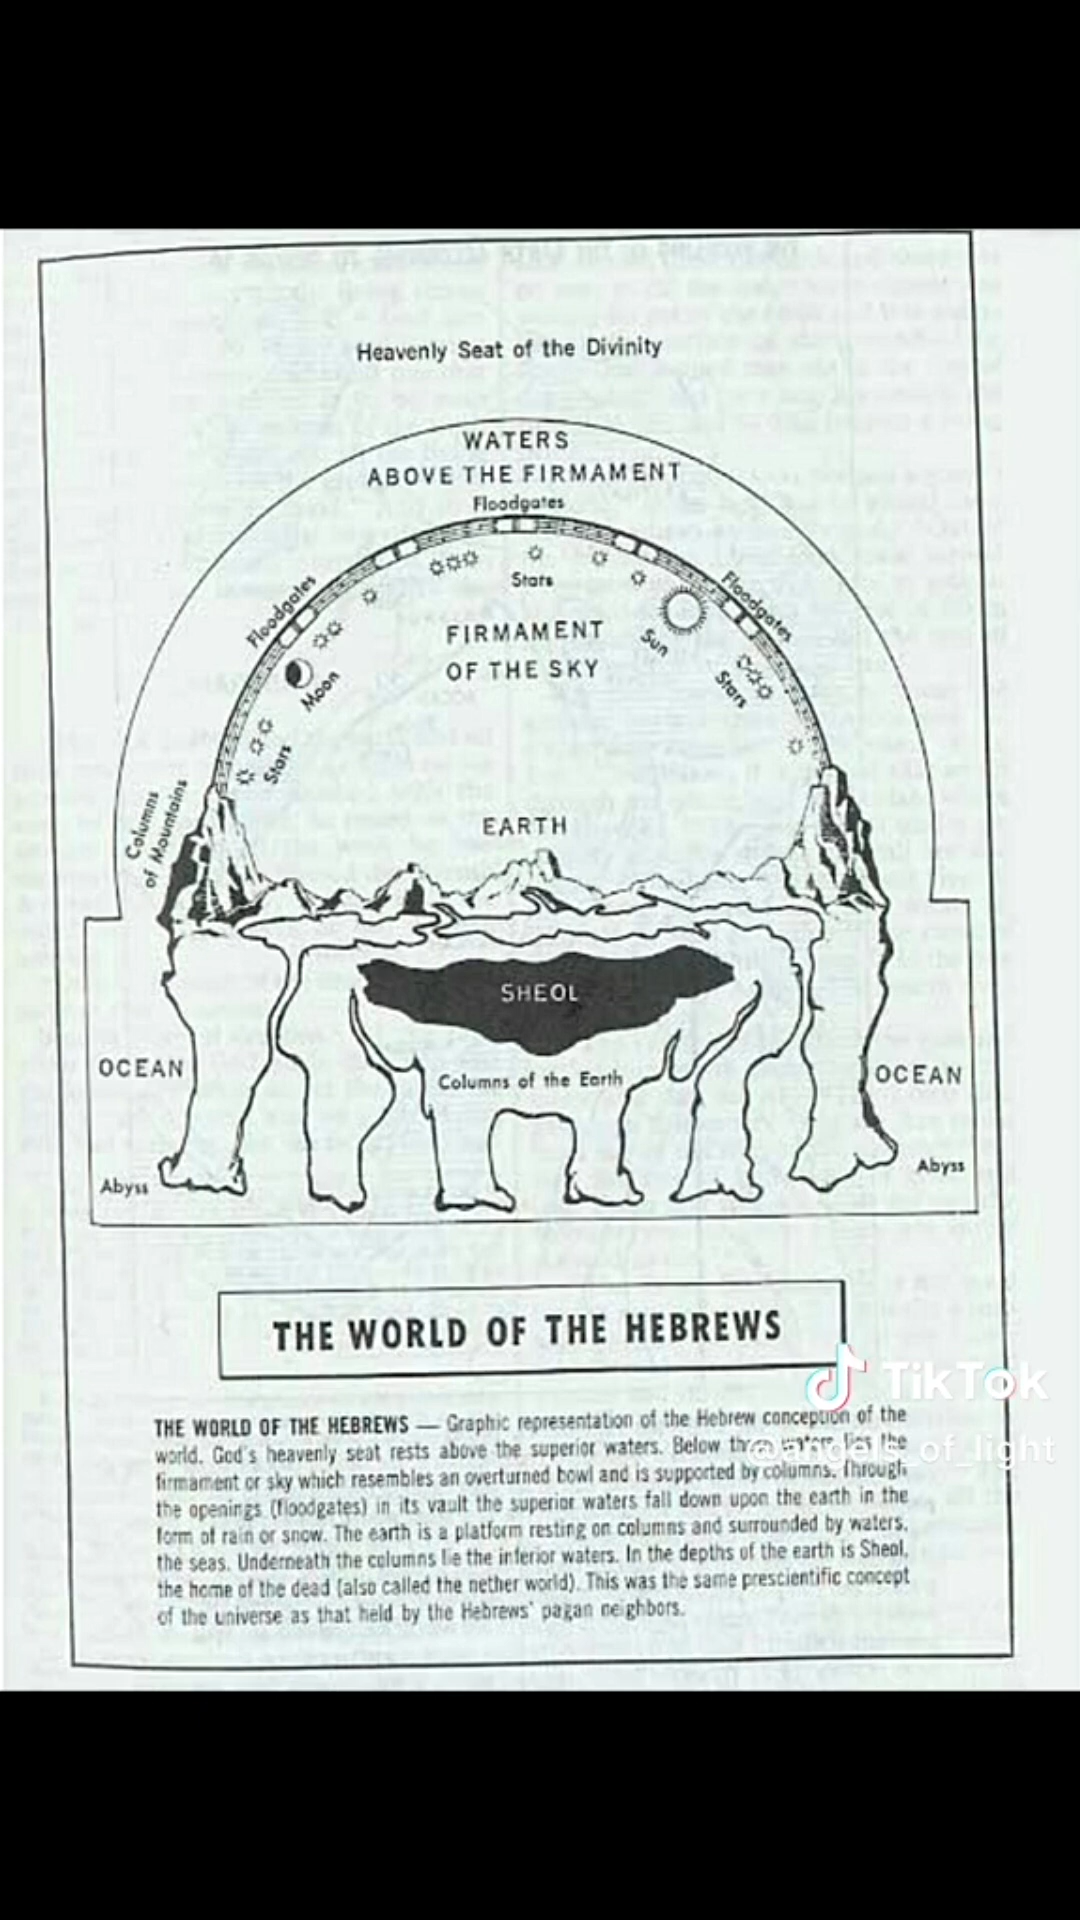 Heavenly Seat of the Divinity
WATERS
ABOVE THE FIRMAMENT
Floodgates
Stars
Floodgates
Floodgates
FIRMAMENT
OF THE SKY
Sun
Moon
Stars
Stars
Columns
of Mountains
EARTH
SHEOL
OCEAN
Columns of the Earth
OCEAN
Abyss
Abyss
THE WORLD OF THE HEBREWS
TikTok
@angels_of_light
THE WORLD OF THE HEBREWS — Graphic representation of the Hebrew conception of the
world. God's heavenly seat rests above the superior waters. Below these waters lies the
firmament or sky which resembles an overturned bowl and is supported by columns. Through
the openings (floodgates) in its vault the superior waters fall down upon the earth in the
form of rain or snow. The earth is a platform resting on columns and surrounded by waters,
the seas. Underneath the columns lie the inferior waters. In the depths of the earth is Sheol,
the home of the dead (also called the nether world). This was the same prescientific concept
of the universe as that held by the Hebrews' pagan neighbors.